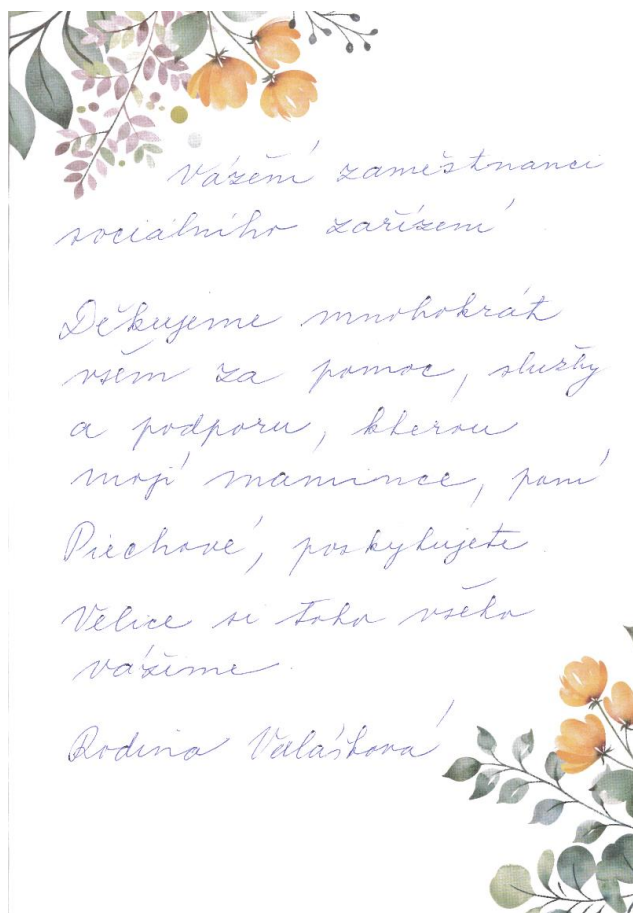 Vážení zaměstnanci
sociálního zařízení
Děkujeme mnohokrát
všem za pomoc, služby
a podporu, kterou
mojí mamince, paní
Piechové, poskytujete.
Velice si toho všeho
vážíme.
Rodina Valášková